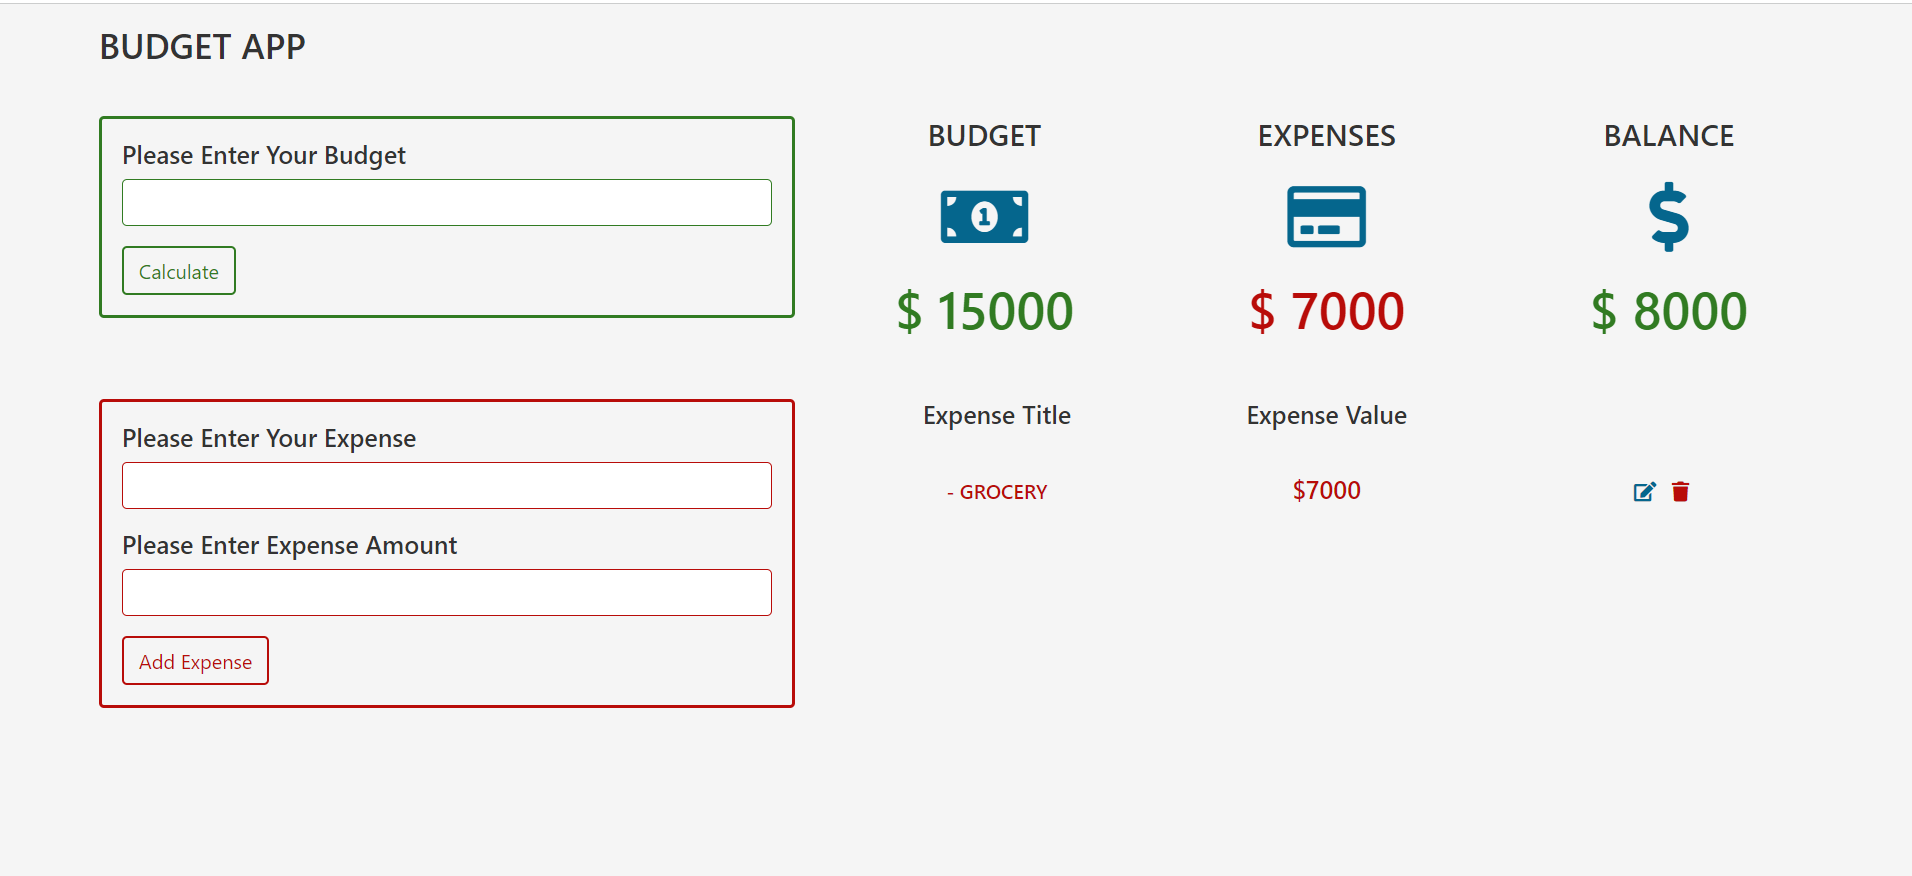 BUDGET APP
Please Enter Your Budget
Calculate
BUDGET EXPENSES BALANCE
1
$ 15000 $ 7000 $ 8000
Please Enter Your Expense
Please Enter Expense Amount
Add Expense
Expense Title Expense Value
- GROCERY $7000